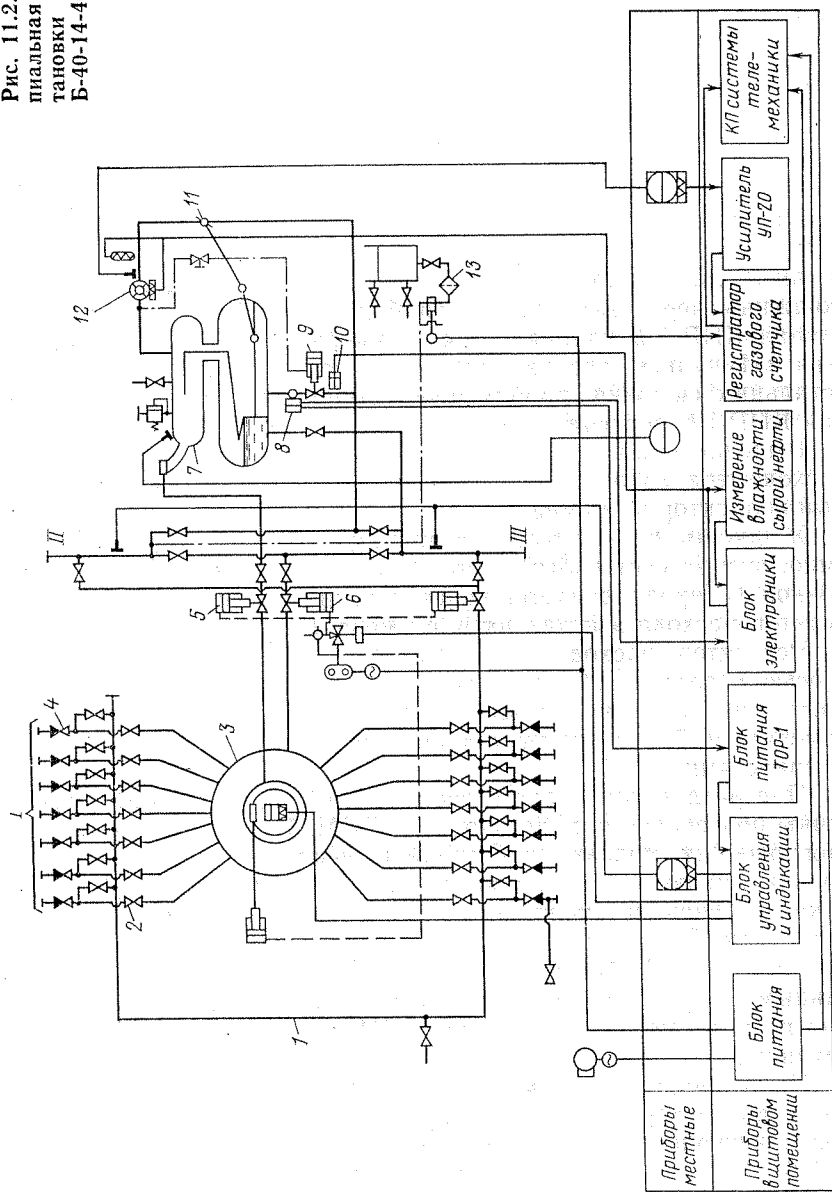 Рис. 11.2.
пиальная
тановки
Б-40-14-4
I
4
3
2
1
II
III
5
6
7
8
9
10
11
12
13
Приборы
местные
Приборы
в щитовом
помещении
Блок
питания
Блок
управления
и индикации
Блок
питания
ТОР-1
Блок
электроники
Измерение
влажности
сырой нефти
Регистратор
газового
счетчика
Усилитель
УП-20
КП системы
теле-
механики